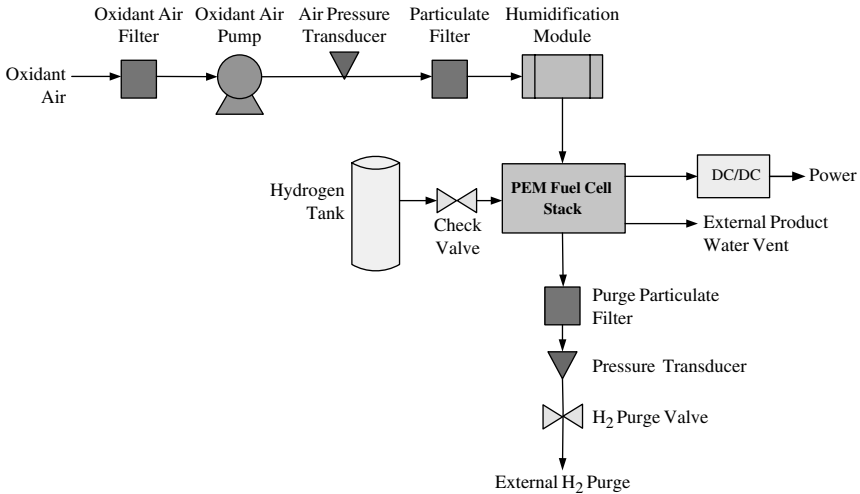 Oxidant Air
Filter
Oxidant Air
Pump
Air Pressure
Transducer
Particulate
Filter
Humidification
Module
Oxidant
Air
Hydrogen
Tank
Check
Valve
PEM Fuel Cell
Stack
DC/DC
Power
External Product
Water Vent
Purge Particulate
Filter
Pressure Transducer
H₂ Purge Valve
External H₂ Purge